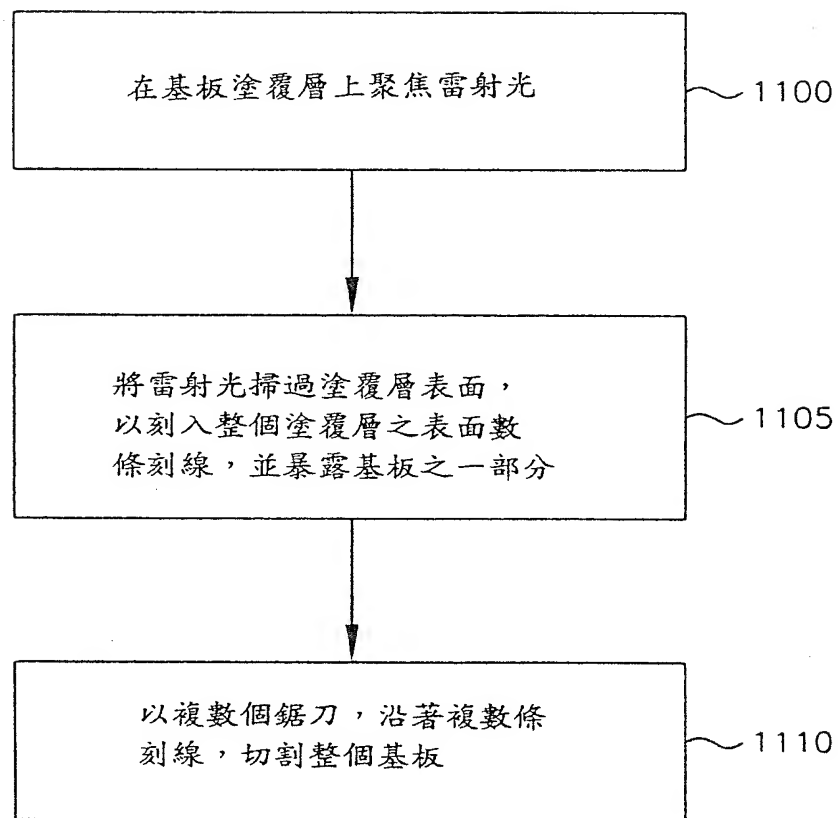 在基板塗覆層上聚焦雷射光
1100
將雷射光掃過塗覆層表面，
以刻入整個塗覆層之表面數
條刻線，並暴露基板之一部分
1105
以複數個鋸刀，沿著複數條
刻線，切割整個基板
1110